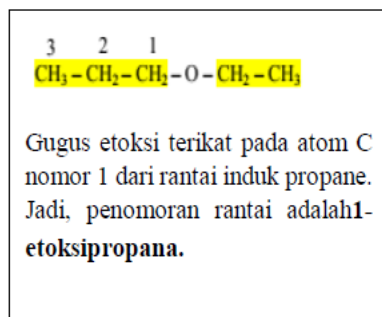 3 2 1
CH₃ – CH₂ – CH₂ – O – CH₂ – CH₃
Gugus etoksi terikat pada atom C
nomor 1 dari rantai induk propane.
Jadi, penomoran rantai adalah1-
etoksipropana.